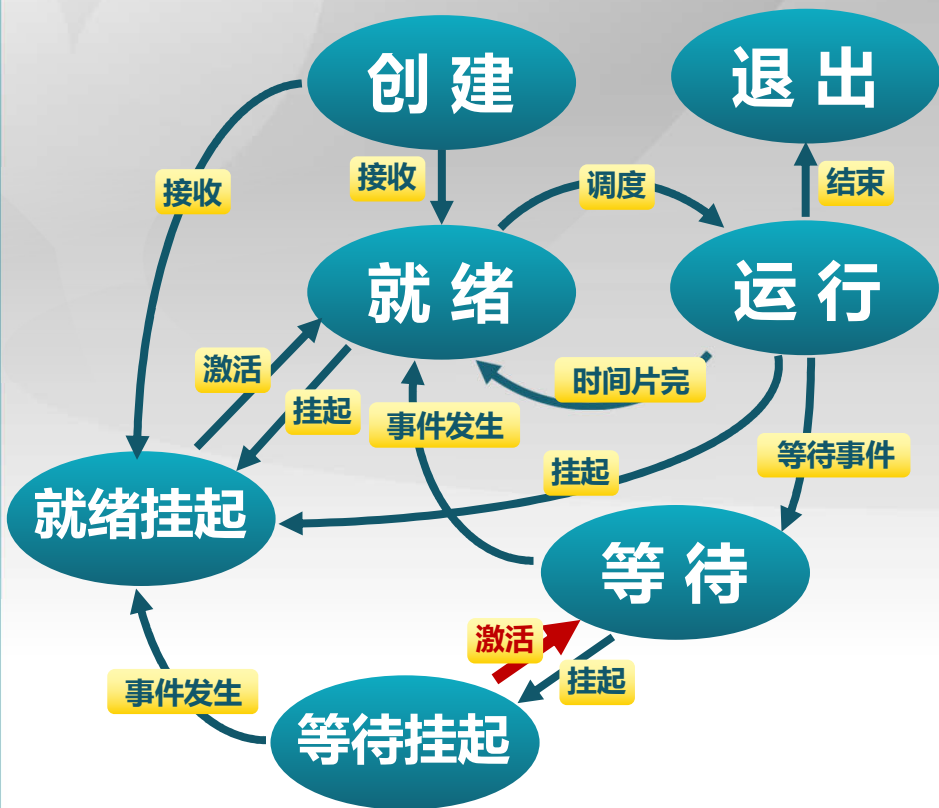 创建
退出
接收
接收
调度
结束
就绪
运行
激活
挂起
时间片完
事件发生
等待事件
挂起
就绪挂起
等待
激活
挂起
事件发生
等待挂起